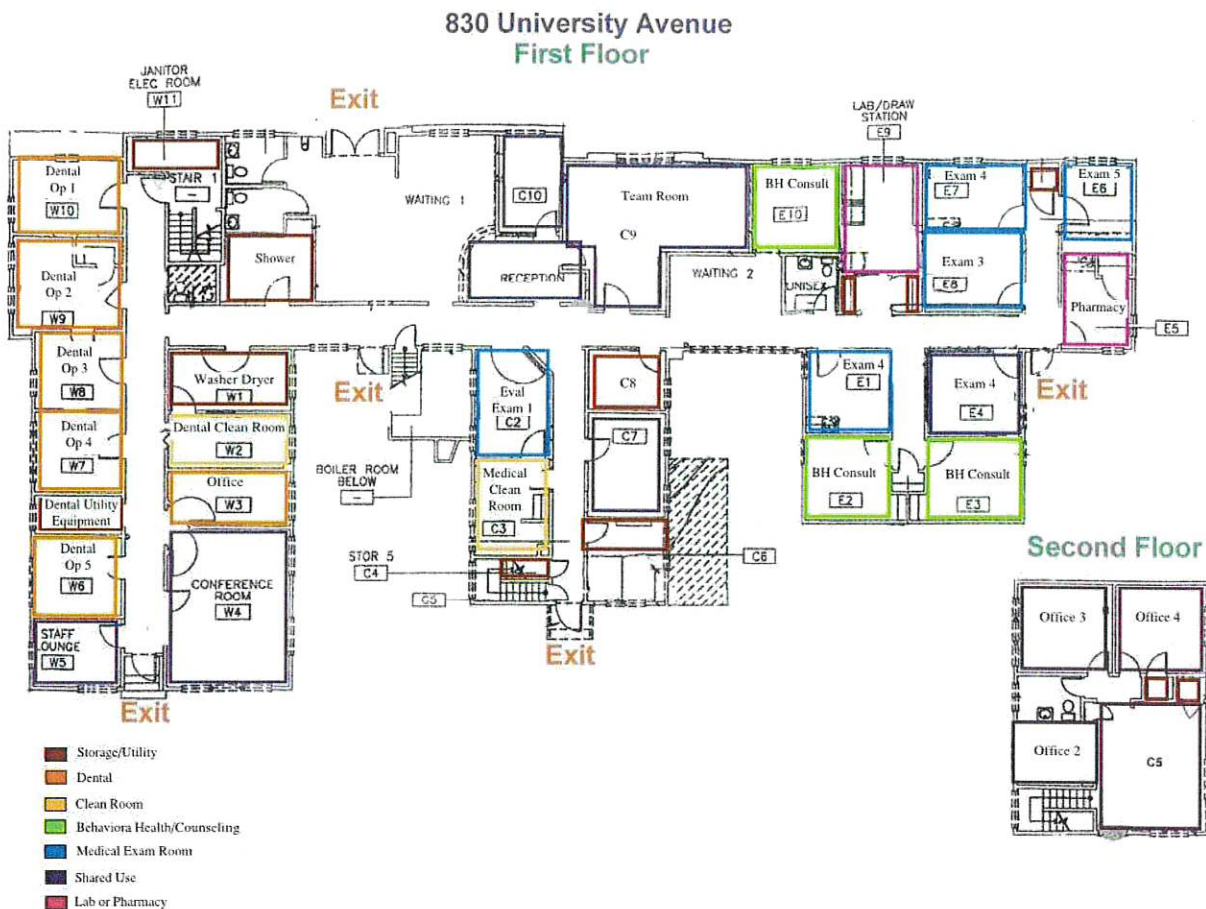 830 University Avenue
First Floor
JANITOR
ELEC ROOM
W11
Exit
LAB/DRAW
STATION
E9
Dental
Op 1
W10
STAIR 1
C10
WAITING 1
Team Room
C9
BH Consult
E10
Exam 4
E7
Exam 5
E6
Dental
Op 2
W9
Shower
RECEPTION
WAITING 2
UNISEX
Exam 3
E8
Pharmacy
E5
Dental
Op 3
W8
Washer Dryer
W1
Exit
Eval
Exam 1
C2
C8
Exam 4
E1
Exam 4
E4
Exit
Dental
Op 4
W7
Dental Clean Room
W2
C7
BOILER ROOM
BELOW
Office
W3
Medical
Clean
Room
C3
BH Consult
E2
BH Consult
E3
Dental Utility
Equipment
Dental
Op 5
W6
CONFERENCE
ROOM
W4
STOR 5
C4
C6
STAFF
LOUNGE
W5
Exit
Exit
Second Floor
Office 3
Office 4
Office 2
C5
Storage/Utility
Dental
Clean Room
Behaviora Health/Counseling
Medical Exam Room
Shared Use
Lab or Pharmacy